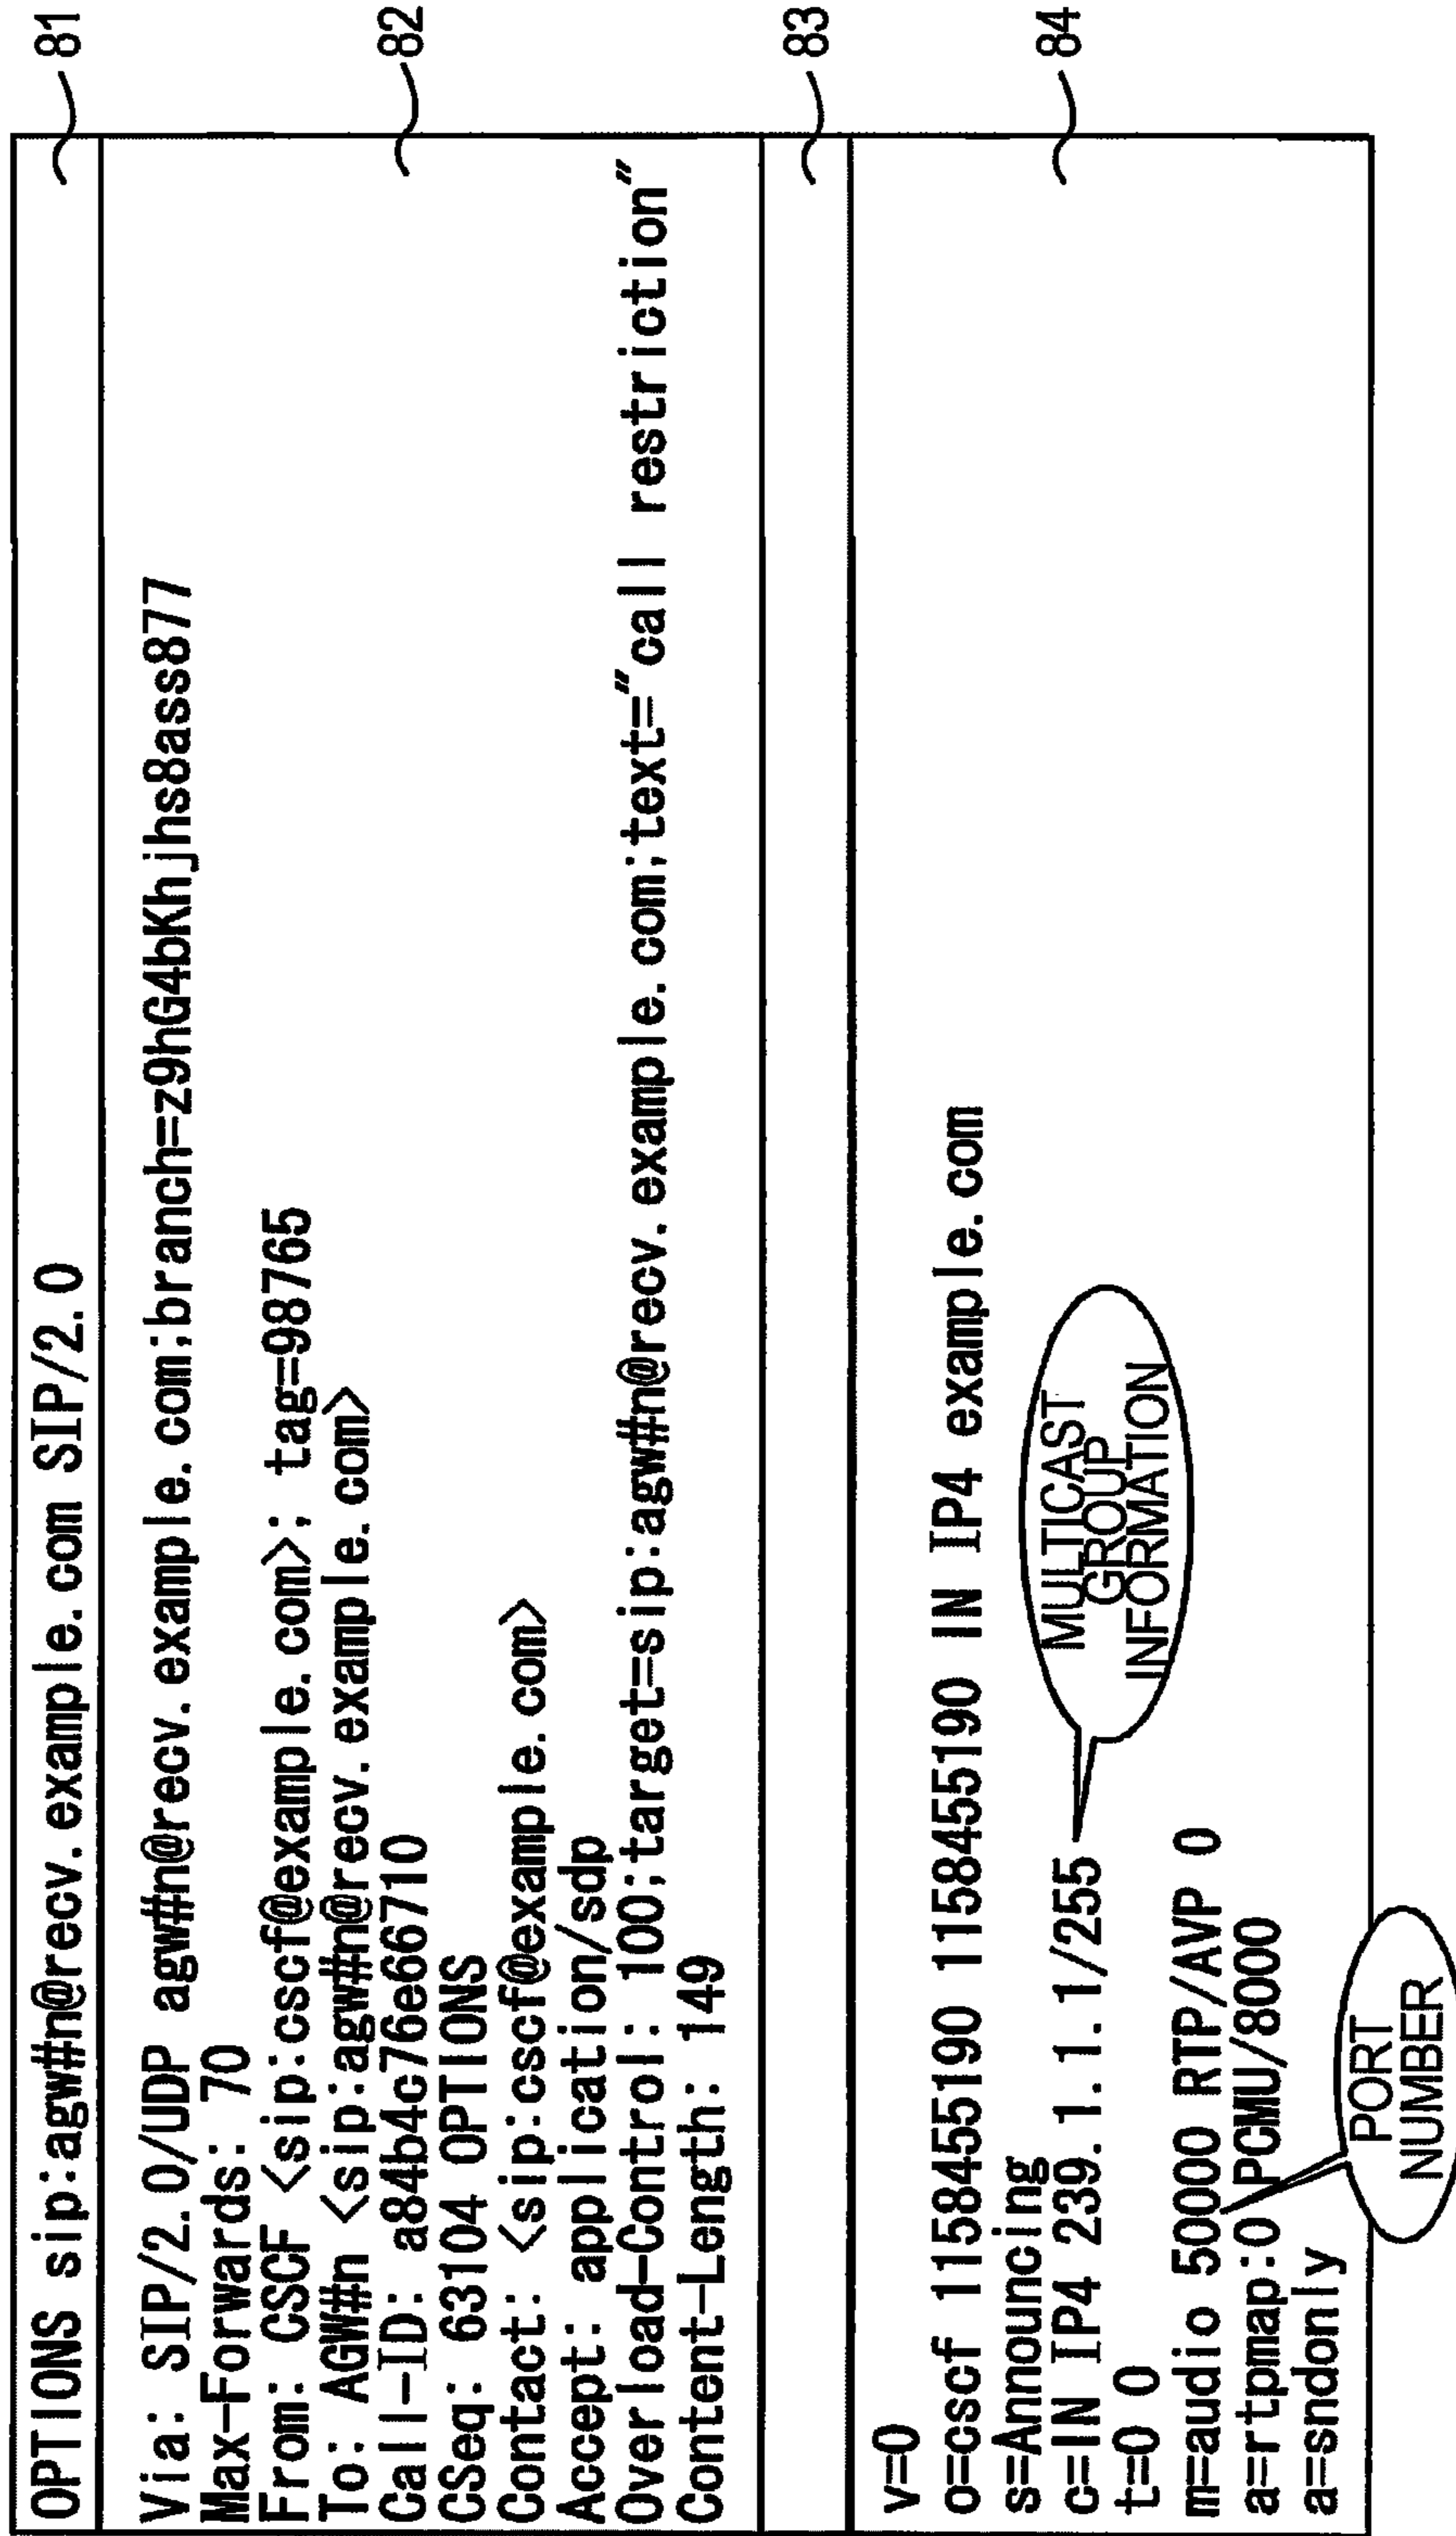 OPTIONS sip:agw#n@recv.example.com SIP/2.0
81
Via: SIP/2.0/UDP agw#n@recv.example.com;branch=z9hG4bKhjhs8ass877
Max-Forwards: 70
From: CSCF <sip:cscf@example.com>; tag=98765
To: AGW#n <sip:agw#n@recv.example.com>
Call-ID: a84b4c76e66710
CSeq: 63104 OPTIONS
Contact: <sip:cscf@example.com>
Accept: application/sdp
Overload-Control: 100;target=sip:agw#n@recv.example.com;text="call restriction"
Content-Length: 149
82
83
v=0
o=cscf 1158455190 1158455190 IN IP4 example.com
s=Announcing
c=IN IP4 239.1.1.1/255
MULTICAST
GROUP
INFORMATION
t=0 0
m=audio 50000 RTP/AVP 0
a=rtpmap:0 PCMU/8000
a=sndonly
84
PORT
NUMBER